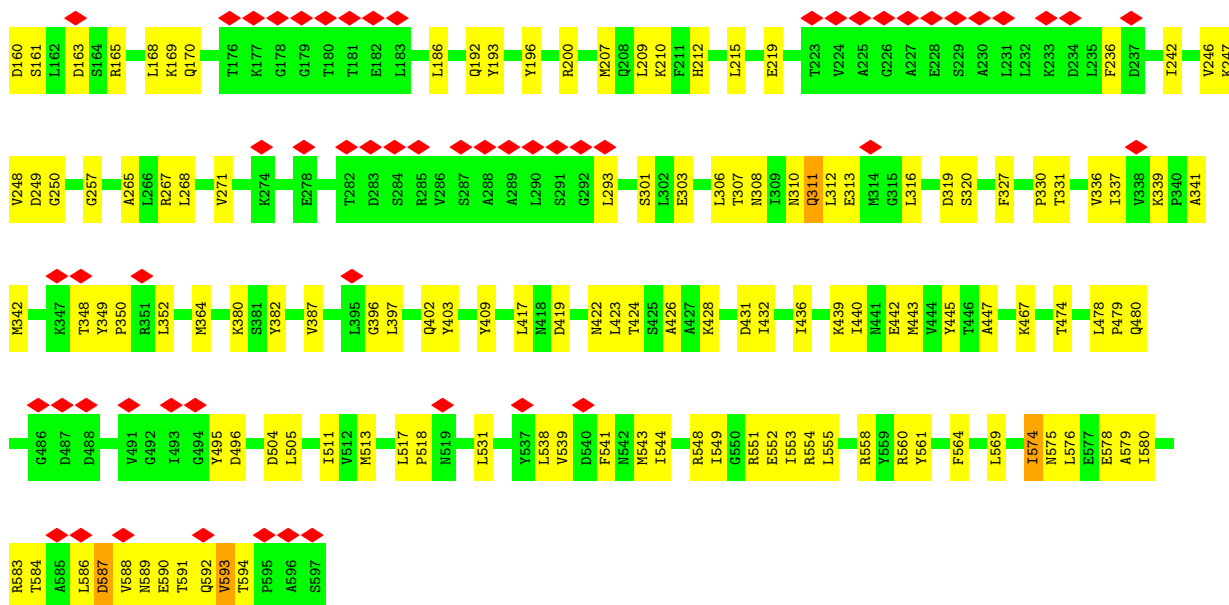 D160 S161 L162 D163 S164 R165 L168 K169 Q170 T176 K177 G178 G179 T180 T181 E182 L183 L186 Q192 Y193 Y196 R200 M207 Q208 L209 K210 F211 H212 L215 E219 T223 V224 A225 G226 A227 E228 S229 A230 L231 L232 K233 D234 L235 F236 D237 I242 V246 K247
V248 D249 G250 G257 A265 L266 R267 L268 V271 K274 E278 T282 D283 S284 R285 V286 S287 A288 A289 L290 S291 G292 L293 S301 L302 E303 L306 T307 N308 I309 N310 Q311 L312 E313 M314 G315 L316 D319 S320 F327 P330 T331 V336 I337 V338 K339 P340 A341
M342 K347 T348 Y349 P350 R351 L352 M364 K380 S381 Y382 V387 L395 G396 L397 Q402 Y403 Y409 L417 N418 D419 N422 L423 T424 S425 A426 A427 K428 D431 I432 I436 K439 I440 N441 E442 M443 V444 Y445 T446 A447 K467 T474 L478 P479 Q480
G486 D487 D488 V491 G492 I493 G494 Y495 D496 D504 L505 I511 V512 M513 L517 P518 N519 L531 Y537 L538 V539 D540 F541 N542 M543 I544 R548 I549 G550 R551 E552 I553 R554 L555 R558 Y559 R560 Y561 F564 L569 I574 N575 L576 E577 E578 A579 I580
R583 T584 A585 L586 D587 V588 N589 E590 T591 Q592 V593 T594 P595 A596 S597